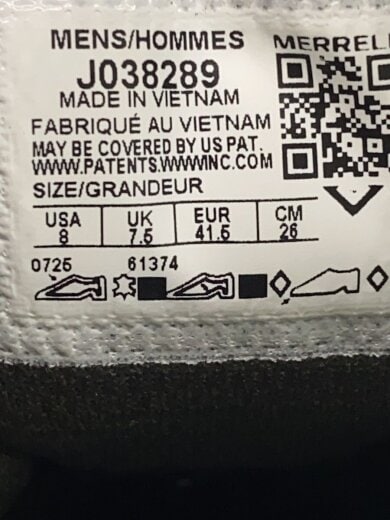 MENS/HOMMES MERRELL
J038289
MADE IN VIETNAM
FABRIQUÉ AU VIETNAM
MAY BE COVERED BY US PAT.
WWW.PATENTS.WWWINC.COM
SIZE/GRANDEUR
USA UK EUR CM
8 7.5 41.5 26
0725 61374